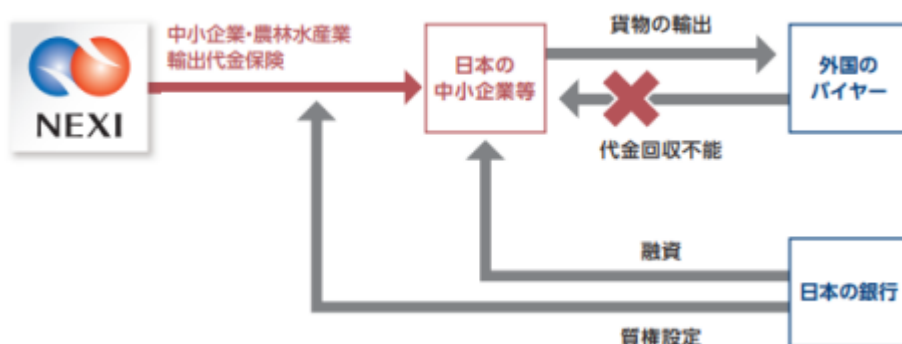 中小企業・農林水産業
輸出代金保険
NEXI
日本の
中小企業等
貨物の輸出
外国の
バイヤー
代金回収不能
融資
日本の銀行
質権設定